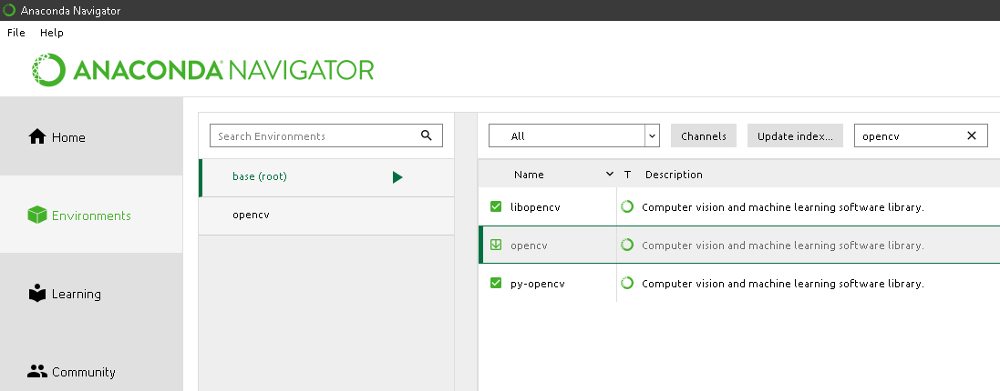 Anaconda Navigator
File Help
ANACONDA NAVIGATOR
Home
Environments
Learning
Community
Search Environments
base (root)
opencv
All Channels Update index... opencv
Name T Description
libopencv Computer vision and machine learning software library.
opencv Computer vision and machine learning software library.
py-opencv Computer vision and machine learning software library.